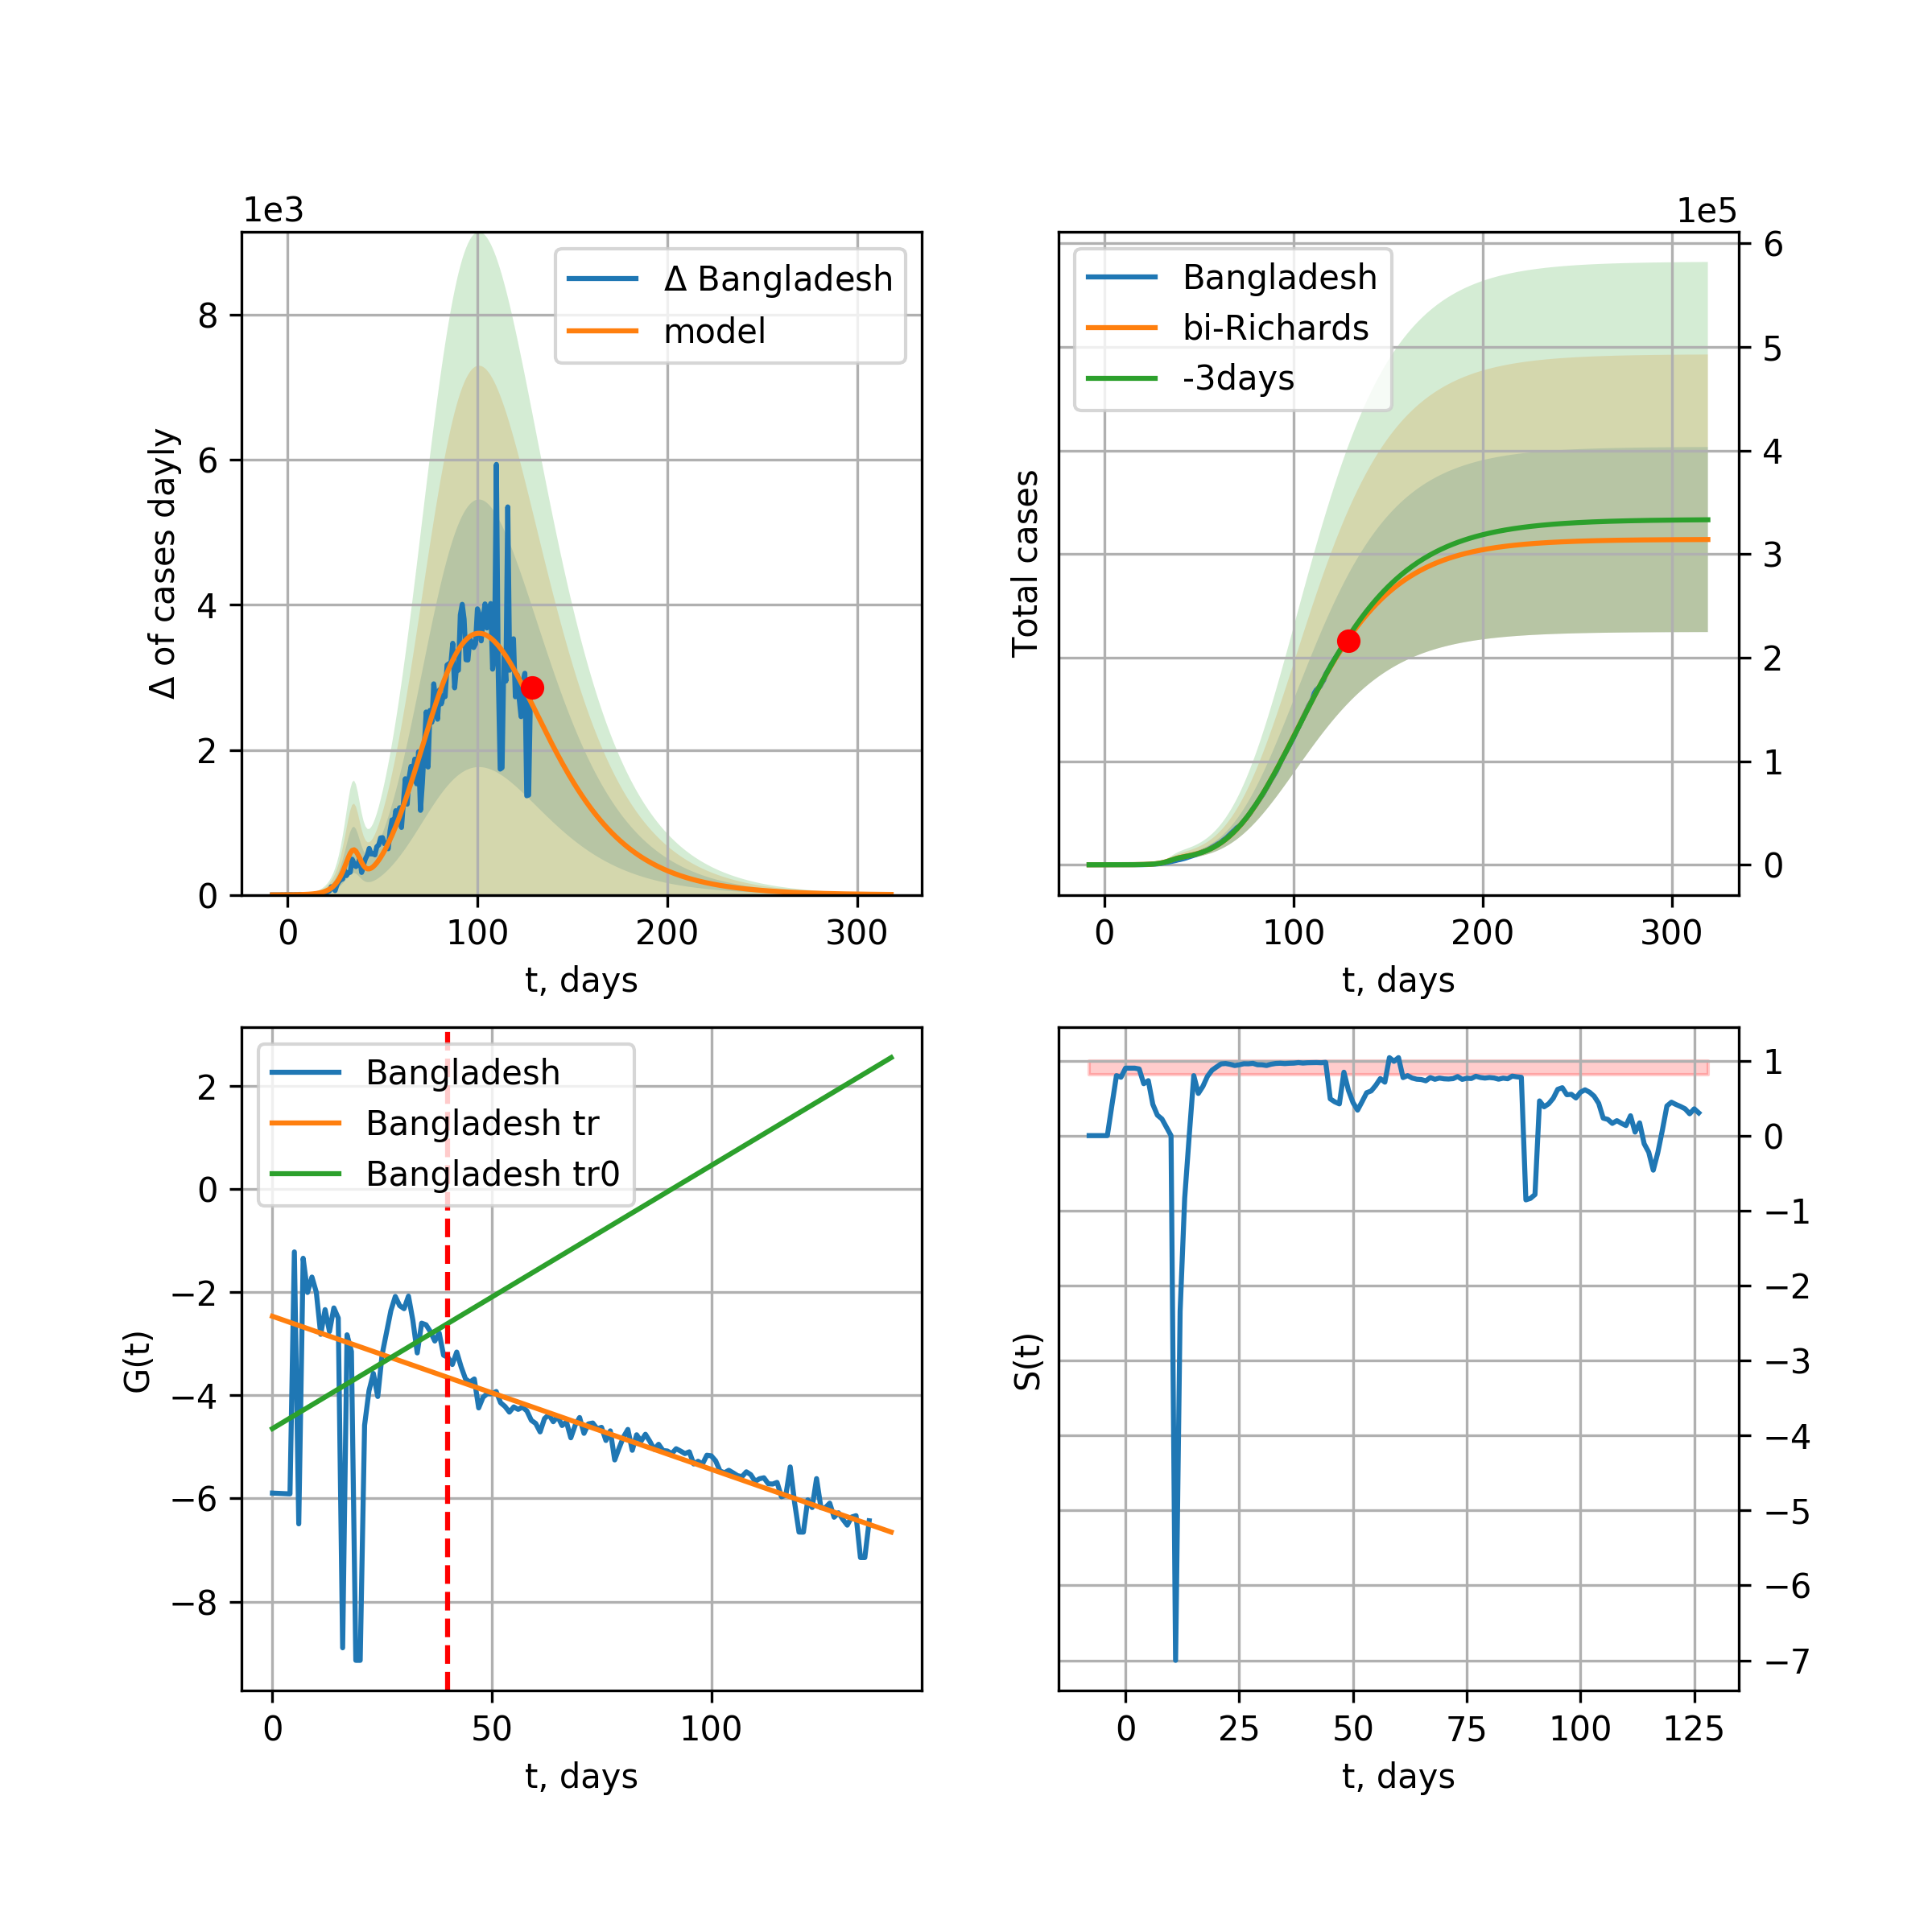 1e3
Δ of cases dayly
8
6
4
2
0
Δ Bangladesh
model
0 100 200 300
t, days
1e5
Total cases
Bangladesh
bi-Richards
-3days
6
5
4
3
2
1
0
0 100 200 300
t, days
G(t)
2
0
−2
−4
−6
−8
Bangladesh
Bangladesh tr
Bangladesh tr0
0 50 100
t, days
S(t)
1
0
−1
−2
−3
−4
−5
−6
−7
0 25 50 75 100 125
t, days